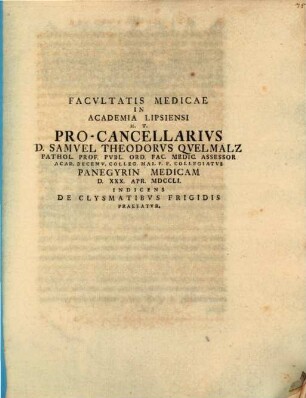 FACVLTATIS MEDICAE
IN
ACADEMIA LIPSIENSI
H. T.
PRO-CANCELLARIVS
D. SAMVEL THEODORVS QVELMALZ
PATHOL. PROF. PVBL. ORD. FAC. MEDIC. ASSESSOR
ACAD. DECEMV. COLLEG. MAI. P. P. COLLEGIATVS
PANEGYRIN MEDICAM
D. XXX. APR. MDCCLI.
INDICENS
DE CLYSMATIBVS FRIGIDIS
PRAEFATVR.